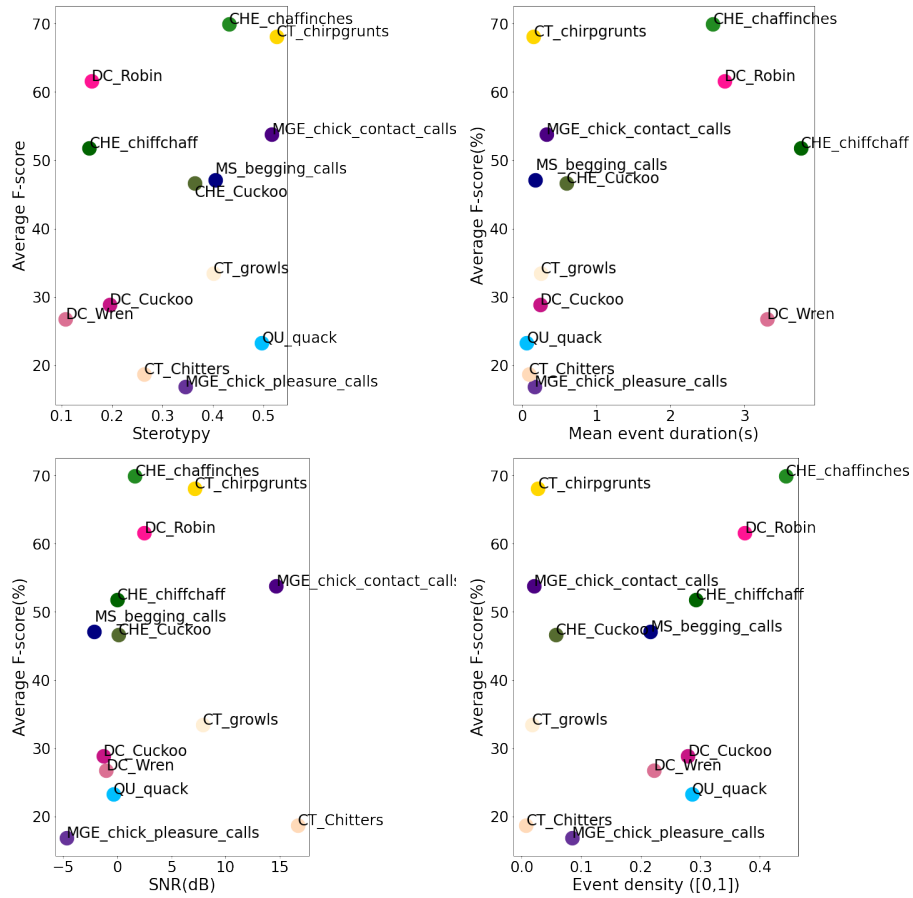 70
60
50
40
30
20
Average F-score
CHE_chaffinches
CT_chirpgrunts
DC_Robin
MGE_chick_contact_calls
CHE_chiffchaff
MS_begging_calls
CHE_Cuckoo
CT_growls
DC_Cuckoo
DC_Wren
QU_quack
CT_Chitters
MGE_chick_pleasure_calls
0.1 0.2 0.3 0.4 0.5
Sterotypy
70
60
50
40
30
20
Average F-score(%)
CHE_chaffinches
CT_chirpgrunts
DC_Robin
MGE_chick_contact_calls
CHE_chiffchaff
MS_begging_calls
CHE_Cuckoo
CT_growls
DC_Cuckoo
DC_Wren
QU_quack
CT_Chitters
MGE_chick_pleasure_calls
0 1 2 3
Mean event duration(s)
70
60
50
40
30
20
Average F-score(%)
CHE_chaffinches
CT_chirpgrunts
DC_Robin
MGE_chick_contact_calls
CHE_chiffchaff
MS_begging_calls
CHE_Cuckoo
CT_growls
DC_Cuckoo
DC_Wren
QU_quack
CT_Chitters
MGE_chick_pleasure_calls
−5 0 5 10 15
SNR(dB)
70
60
50
40
30
20
Average F-score(%)
CHE_chaffinches
CT_chirpgrunts
DC_Robin
MGE_chick_contact_calls
CHE_chiffchaff
MS_begging_calls
CHE_Cuckoo
CT_growls
DC_Cuckoo
DC_Wren
QU_quack
CT_Chitters
MGE_chick_pleasure_calls
0.0 0.1 0.2 0.3 0.4
Event density ([0,1])